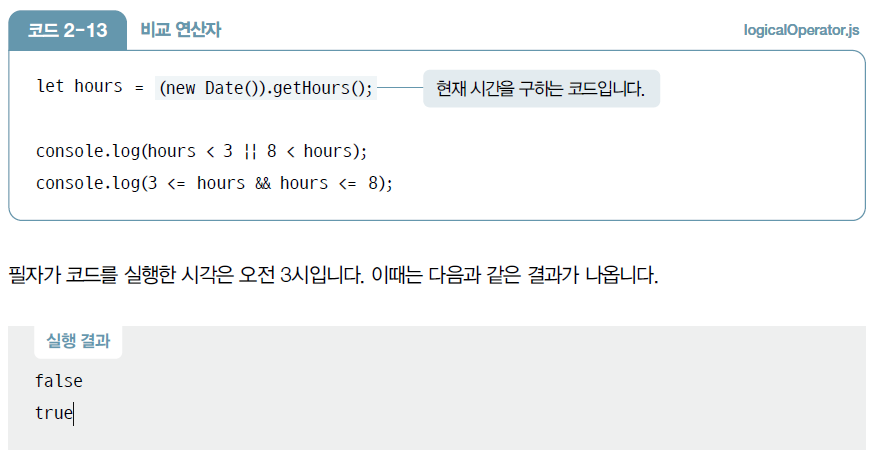 코드 2-13 비교 연산자 logicalOperator.js
let hours = (new Date()).getHours(); 현재 시간을 구하는 코드입니다.
console.log(hours < 3 || 8 < hours);
console.log(3 <= hours && hours <= 8);
필자가 코드를 실행한 시각은 오전 3시입니다. 이때는 다음과 같은 결과가 나옵니다.
실행 결과
false
true